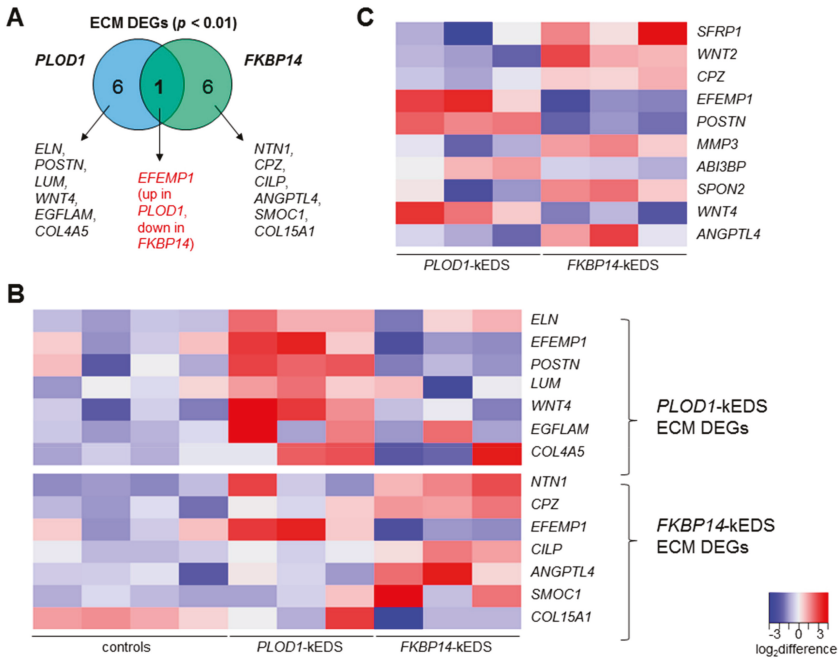 A
ECM DEGs (p < 0.01)
PLOD1
FKBP14
6
1
6
ELN,
POSTN,
LUM,
WNT4,
EGFLAM,
COL4A5
EFEMP1
(up in
PLOD1,
down in
FKBP14)
NTN1,
CPZ,
CILP,
ANGPTL4,
SMOC1,
COL15A1
C
SFRP1
WNT2
CPZ
EFEMP1
POSTN
MMP3
ABI3BP
SPON2
WNT4
ANGPTL4
PLOD1-kEDS
FKBP14-kEDS
B
ELN
EFEMP1
POSTN
LUM
WNT4
EGFLAM
COL4A5
PLOD1-kEDS
ECM DEGs
NTN1
CPZ
EFEMP1
CILP
ANGPTL4
SMOC1
COL15A1
FKBP14-kEDS
ECM DEGs
controls
PLOD1-kEDS
FKBP14-kEDS
-3 0 3
log2difference